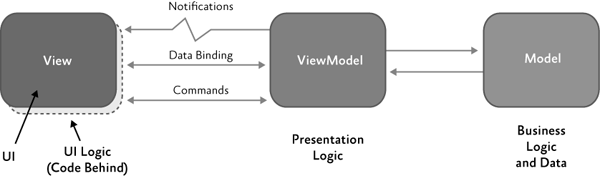 Notifications
View
Data Binding
ViewModel
Model
Commands
UI
UI Logic
(Code Behind)
Presentation
Logic
Business
Logic
and Data